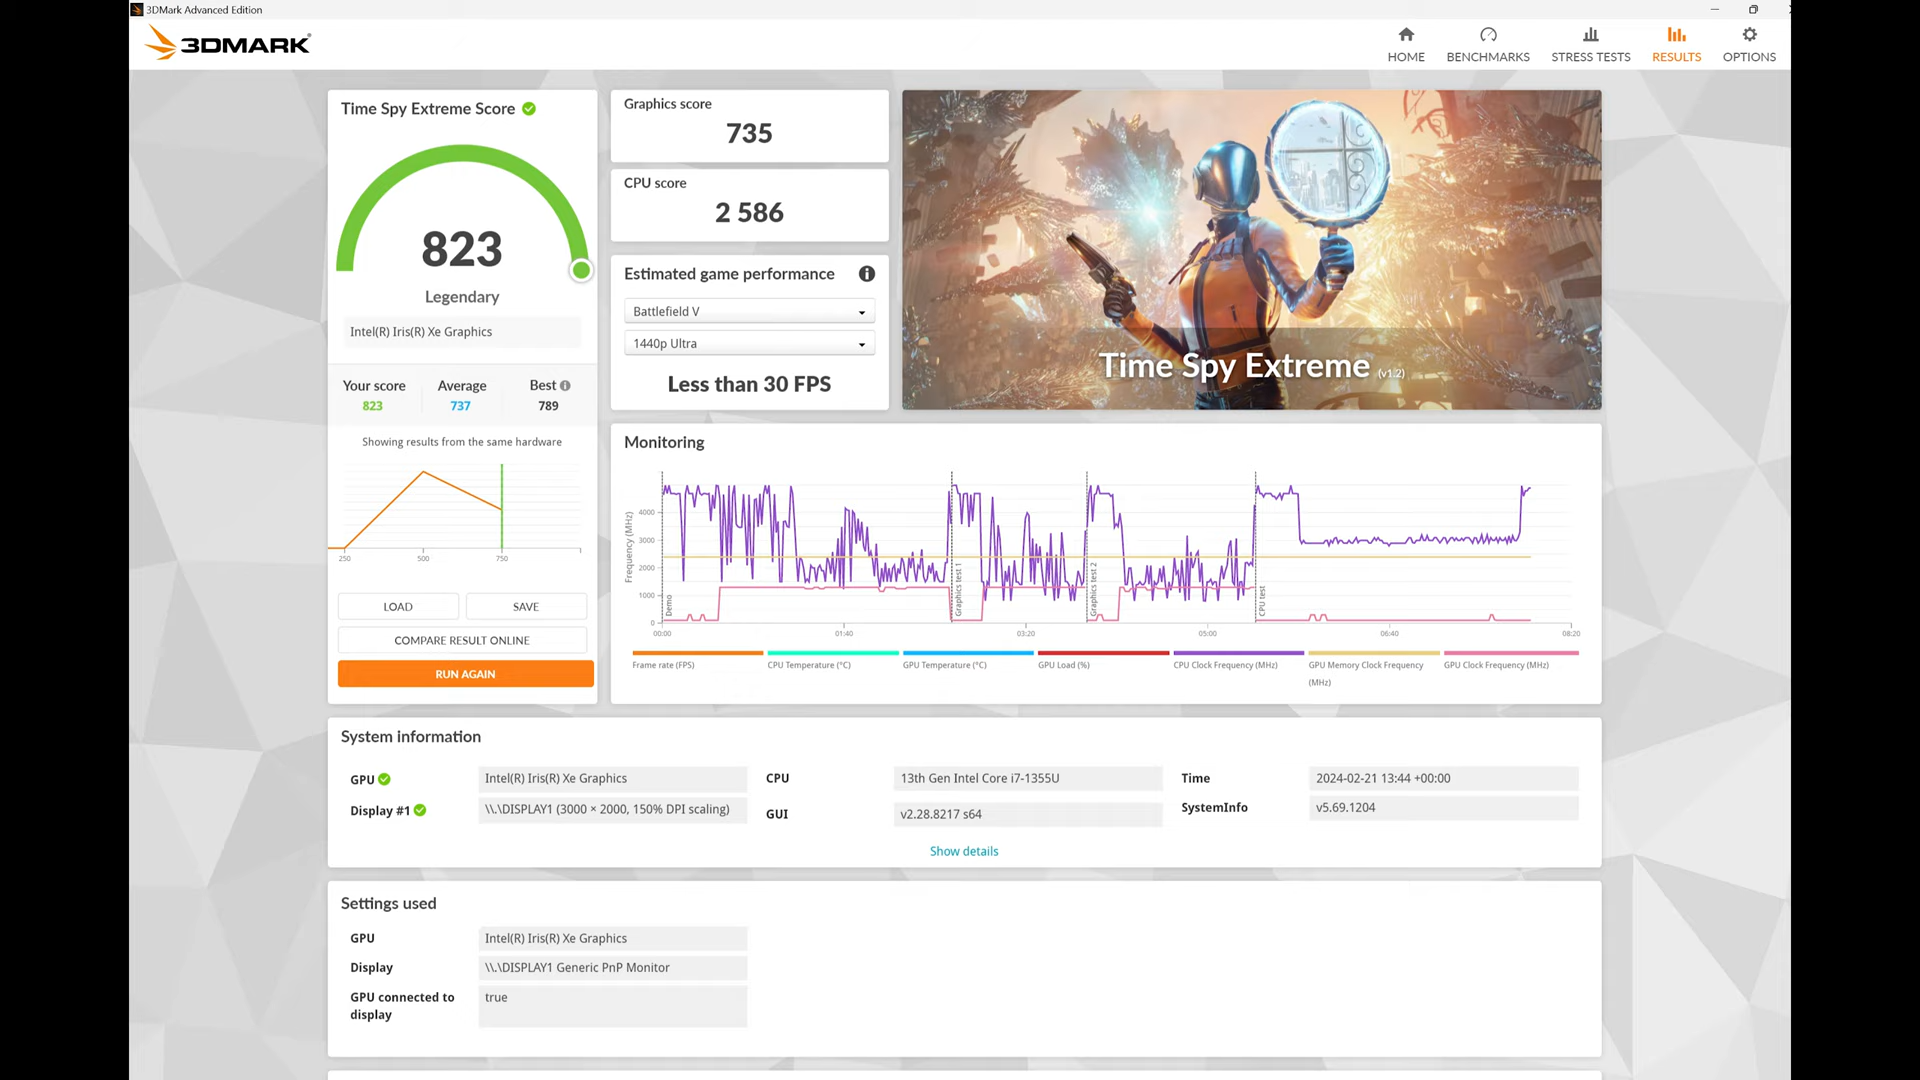 3DMark Advanced Edition
3DMARK
HOME
BENCHMARKS
STRESS TESTS
RESULTS
OPTIONS
Time Spy Extreme Score
823
Legendary
Intel(R) Iris(R) Xe Graphics
Your score
Average
Best
823
737
789
Showing results from the same hardware
250
500
750
LOAD
SAVE
COMPARE RESULT ONLINE
RUN AGAIN
Graphics score
735
CPU score
2 586
Estimated game performance
Battlefield V
1440p Ultra
Less than 30 FPS
Time Spy Extreme (v1.2)
Monitoring
Frequency (MHz)
4000
3000
2000
1000
0
Demo
Graphics test 1
Graphics test 2
CPU test
00:00
01:40
03:20
05:00
06:40
08:20
Frame rate (FPS)
CPU Temperature (°C)
GPU Temperature (°C)
GPU Load (%)
CPU Clock Frequency (MHz)
GPU Memory Clock Frequency
(MHz)
GPU Clock Frequency (MHz)
System information
GPU
Intel(R) Iris(R) Xe Graphics
CPU
13th Gen Intel Core i7-1355U
Time
2024-02-21 13:44 +00:00
Display #1
\\.\DISPLAY1 (3000 × 2000, 150% DPI scaling)
GUI
v2.28.8217 s64
SystemInfo
v5.69.1204
Show details
Settings used
GPU
Intel(R) Iris(R) Xe Graphics
Display
\\.\DISPLAY1 Generic PnP Monitor
GPU connected to
display
true